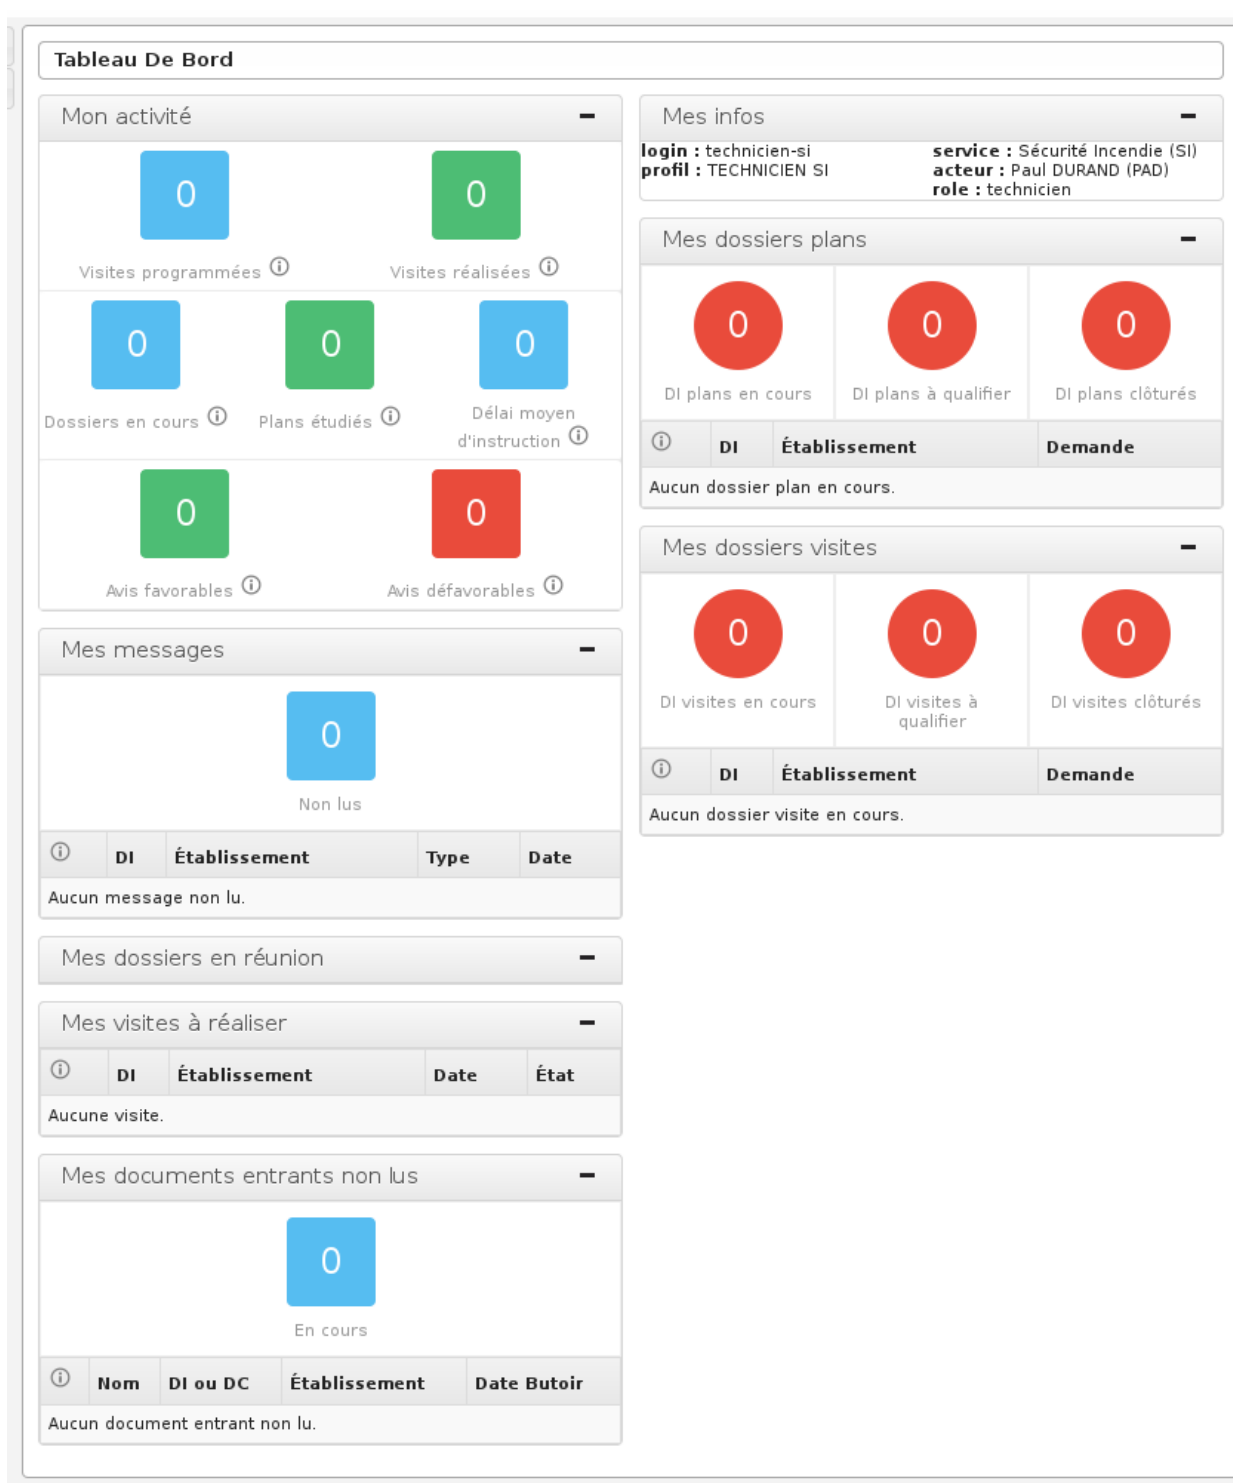 Tableau De Bord
Mon activité
0
0
Visites programmées
Visites réalisées
0
0
0
Dossiers en cours
Plans étudiés
Délai moyen
d'instruction
0
0
Avis favorables
Avis défavorables
Mes messages
0
Non lus
DI Établissement Type Date
Aucun message non lu.
Mes dossiers en réunion
Mes visites à réaliser
DI Établissement Date État
Aucune visite.
Mes documents entrants non lus
0
En cours
Nom DI ou DC Établissement Date Butoir
Aucun document entrant non lu.
Mes infos
login : technicien-si
profil : TECHNICIEN SI
service : Sécurité Incendie (SI)
acteur : Paul DURAND (PAD)
role : technicien
Mes dossiers plans
0
0
0
DI plans en cours
DI plans à qualifier
DI plans clôturés
DI Établissement Demande
Aucun dossier plan en cours.
Mes dossiers visites
0
0
0
DI visites en cours
DI visites à
qualifier
DI visites clôturés
DI Établissement Demande
Aucun dossier visite en cours.